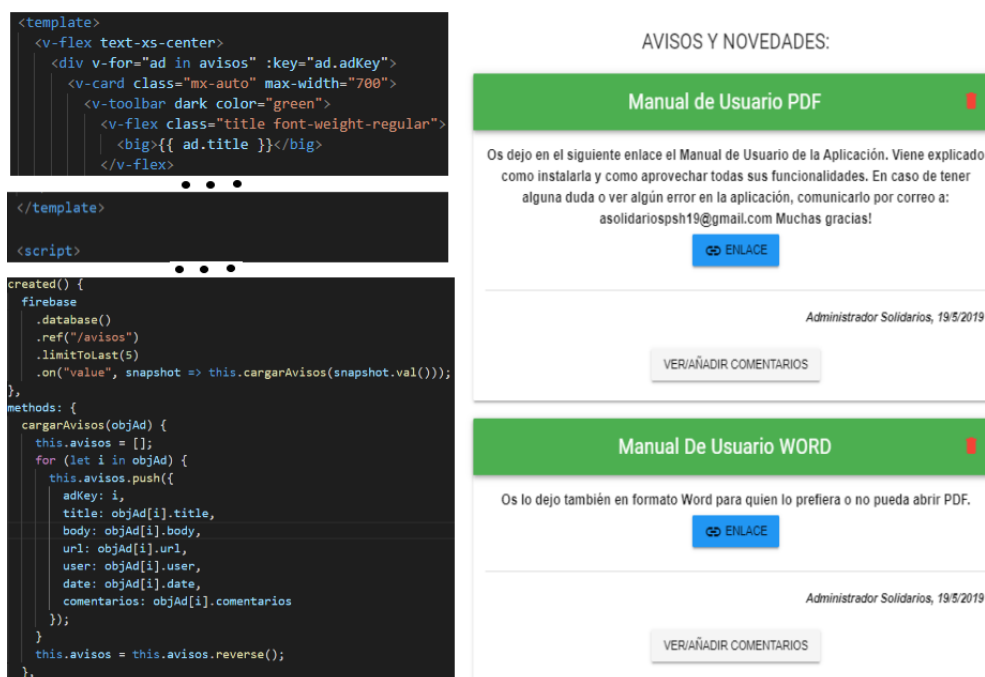 <template>
<v-flex text-xs-center>
<div v-for="ad in avisos" :key="ad.adKey">
<v-card class="mx-auto" max-width="700">
<v-toolbar dark color="green">
<v-flex class="title font-weight-regular">
<big>{{ ad.title }}</big>
</v-flex>
</template>
<script>
created() {
firebase
.database()
.ref("/avisos")
.limitToLast(5)
.on("value", snapshot => this.cargarAvisos(snapshot.val()));
},
methods: {
cargarAvisos(objAd) {
this.avisos = [];
for (let i in objAd) {
this.avisos.push({
adKey: i,
title: objAd[i].title,
body: objAd[i].body,
url: objAd[i].url,
user: objAd[i].user,
date: objAd[i].date,
comentarios: objAd[i].comentarios
});
}
this.avisos = this.avisos.reverse();
},
AVISOS Y NOVEDADES:
Manual de Usuario PDF
Os dejo en el siguiente enlace el Manual de Usuario de la Aplicación. Viene explicado
como instalarla y como aprovechar todas sus funcionalidades. En caso de tener
alguna duda o ver algún error en la aplicación, comunicarlo por correo a:
asolidariospsh19@gmail.com Muchas gracias!
ENLACE
Administrador Solidarios, 19/5/2019
VER/AÑADIR COMENTARIOS
Manual De Usuario WORD
Os lo dejo también en formato Word para quien lo prefiera o no pueda abrir PDF.
ENLACE
Administrador Solidarios, 19/5/2019
VER/AÑADIR COMENTARIOS